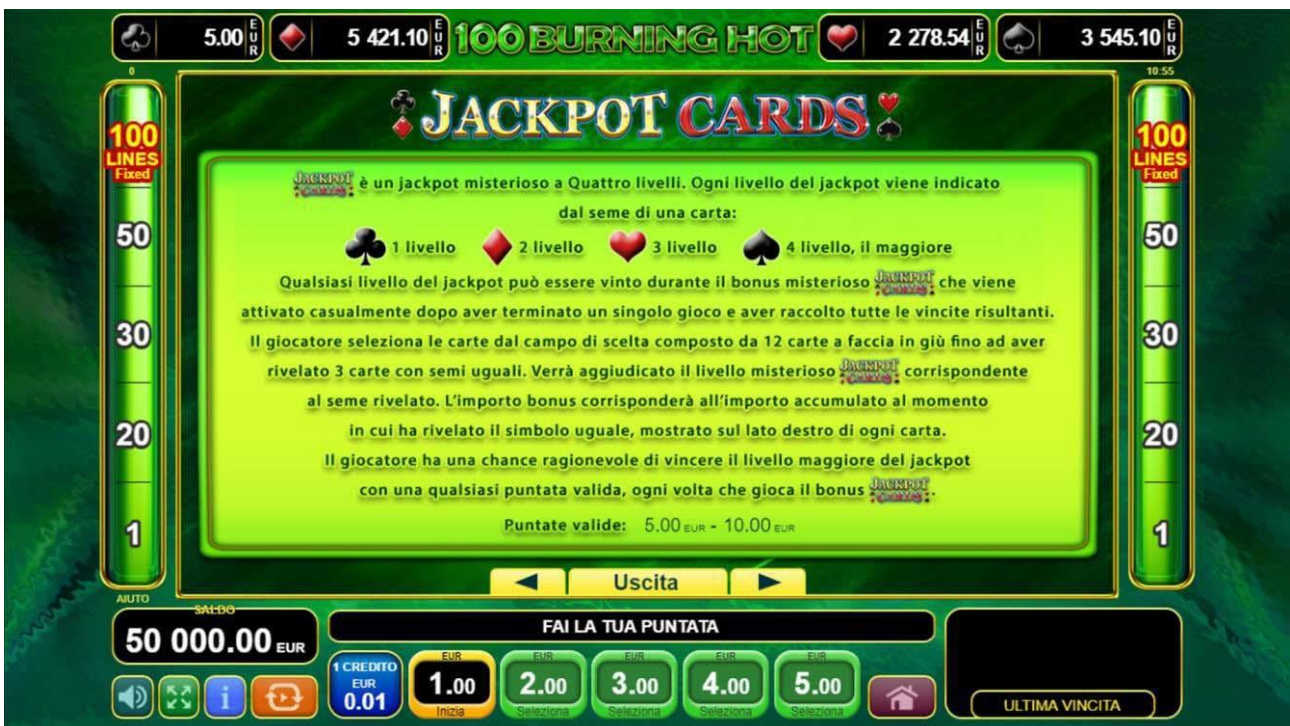 5.00 EUR 5 421.10 EUR 100 BURNING HOT 2 278.54 EUR 3 545.10 EUR
0 10:55
JACKPOT CARDS
100 LINES Fixed
50
30
20
1
JACKPOT CARDS è un jackpot misterioso a Quattro livelli. Ogni livello del jackpot viene indicato
dal seme di una carta:
1 livello 2 livello 3 livello 4 livello, il maggiore
Qualsiasi livello del jackpot può essere vinto durante il bonus misterioso JACKPOT CARDS che viene
attivato casualmente dopo aver terminato un singolo gioco e aver raccolto tutte le vincite risultanti.
Il giocatore seleziona le carte dal campo di scelta composto da 12 carte a faccia in giù fino ad aver
rivelato 3 carte con semi uguali. Verrà aggiudicato il livello misterioso JACKPOT CARDS corrispondente
al seme rivelato. L'importo bonus corrisponderà all'importo accumulato al momento
in cui ha rivelato il simbolo uguale, mostrato sul lato destro di ogni carta.
Il giocatore ha una chance ragionevole di vincere il livello maggiore del jackpot
con una qualsiasi puntata valida, ogni volta che gioca il bonus JACKPOT CARDS.
Puntate valide: 5.00 EUR - 10.00 EUR
100 LINES Fixed
50
30
20
1
Uscita
AIUTO
SALDO
50 000.00 EUR
FAI LA TUA PUNTATA
1 CREDITO EUR 0.01
EUR 1.00 Inizia
EUR 2.00 Seleziona
EUR 3.00 Seleziona
EUR 4.00 Seleziona
EUR 5.00 Seleziona
i
ULTIMA VINCITA